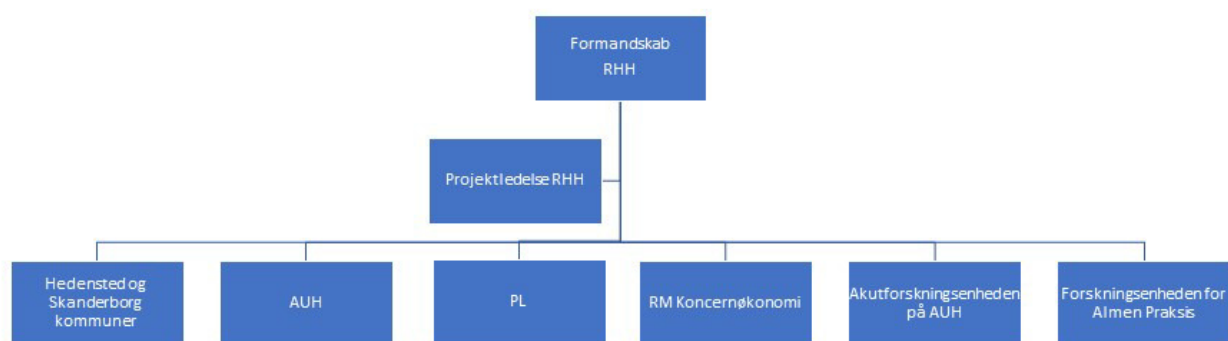 Formandskab
RHH
Projektledelse RHH
Hedensted og
Skanderborg
kommuner
AUH
PL
RM Koncernøkonomi
Akutforskningsenheden
på AUH
Forskningsenheden for
Almen Praksis